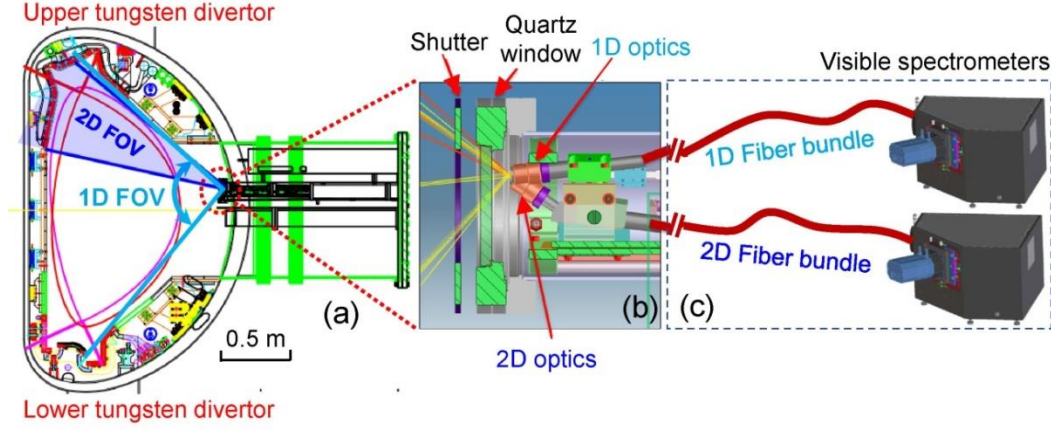 Upper tungsten divertor
2D FOV
1D FOV
0.5 m
(a)
Lower tungsten divertor
Shutter
Quartz
window
1D optics
(b)
2D optics
Visible spectrometers
1D Fiber bundle
2D Fiber bundle
(c)